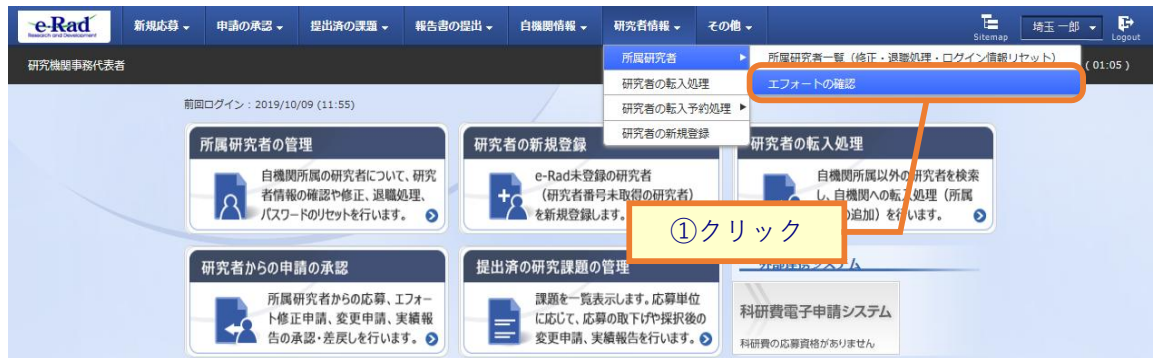 e-Rad
Research and Development
新規応募 申請の承認 提出済の課題 報告書の提出 自機関情報 研究者情報 その他
Sitemap
埼玉 一郎
Logout
研究機関事務代表者
所属研究者
所属研究者一覧（修正・退職処理・ログイン情報リセット）
( 01:05 )
研究者の転入処理
エフォートの確認
研究者の転入予約処理
研究者の新規登録
前回ログイン : 2019/10/09 (11:55)
所属研究者の管理
自機関所属の研究者について、研究
者情報の確認や修正、退職処理、
パスワードのリセットを行います。
研究者の新規登録
e-Rad未登録の研究者
（研究者番号未取得の研究者）
を新規登録します。
研究者の転入処理
自機関所属以外の研究者を検索
し、自機関への転入処理（所属
の追加）を行います。
①クリック
研究者からの申請の承認
所属研究者からの応募、エフォー
ト修正申請、変更申請、実績報
告の承認・差戻しを行います。
提出済の研究課題の管理
課題を一覧表示します。応募単位
に応じて、応募の取下げや採択後の
変更申請、実績報告を行います。
外部連携システム
科研費電子申請システム
科研費の応募資格がありません